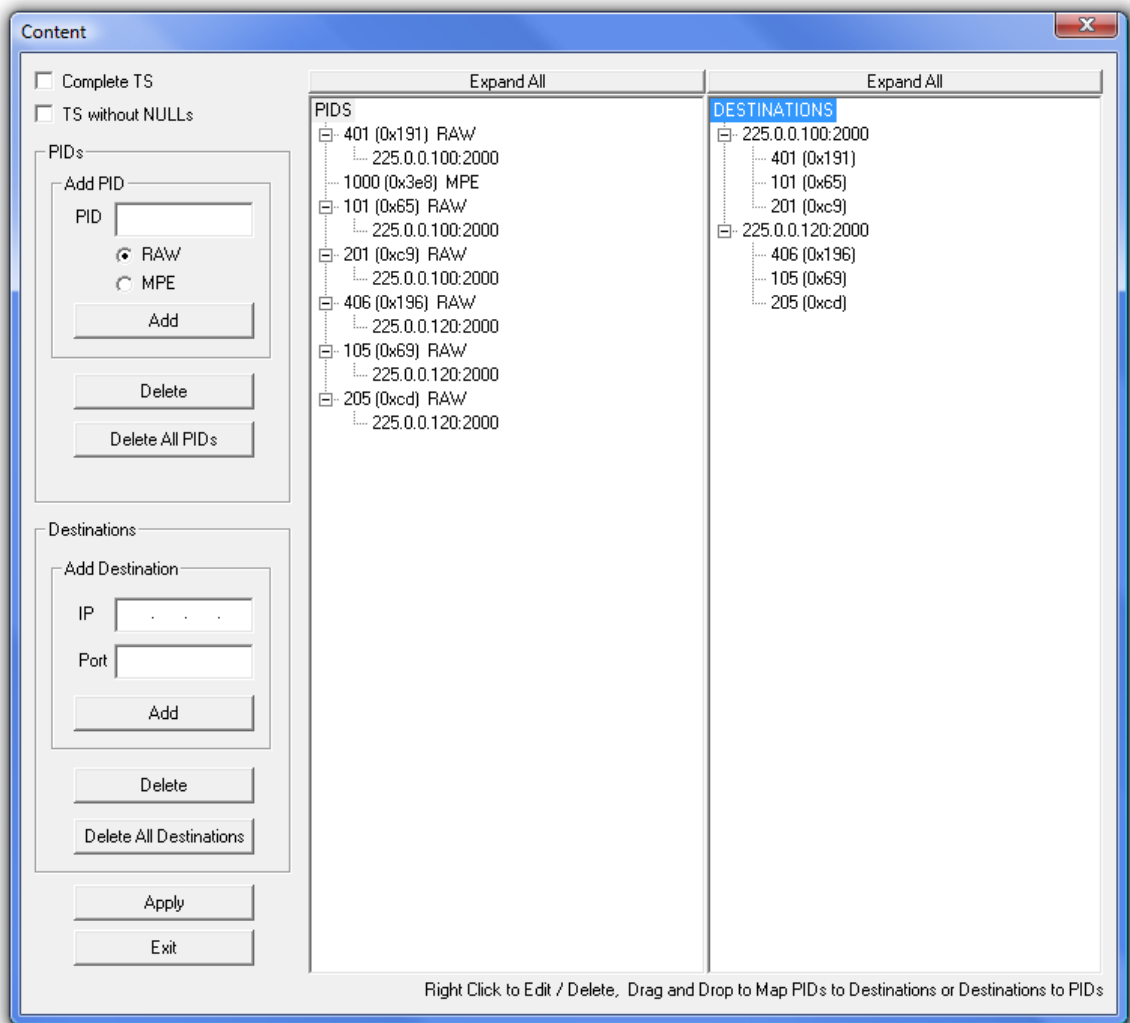 Content
X
Complete TS
TS without NULLs
PIDs
Add PID
PID
RAW
MPE
Add
Delete
Delete All PIDs
Destinations
Add Destination
IP
. . .
Port
Add
Delete
Delete All Destinations
Apply
Exit
Expand All
PIDS
401 (0x191) RAW
225.0.0.100:2000
1000 (0x3e8) MPE
101 (0x65) RAW
225.0.0.100:2000
201 (0xc9) RAW
225.0.0.100:2000
406 (0x196) RAW
225.0.0.120:2000
105 (0x69) RAW
225.0.0.120:2000
205 (0xcd) RAW
225.0.0.120:2000
Expand All
DESTINATIONS
225.0.0.100:2000
401 (0x191)
101 (0x65)
201 (0xc9)
225.0.0.120:2000
406 (0x196)
105 (0x69)
205 (0xcd)
Right Click to Edit / Delete, Drag and Drop to Map PIDs to Destinations or Destinations to PIDs